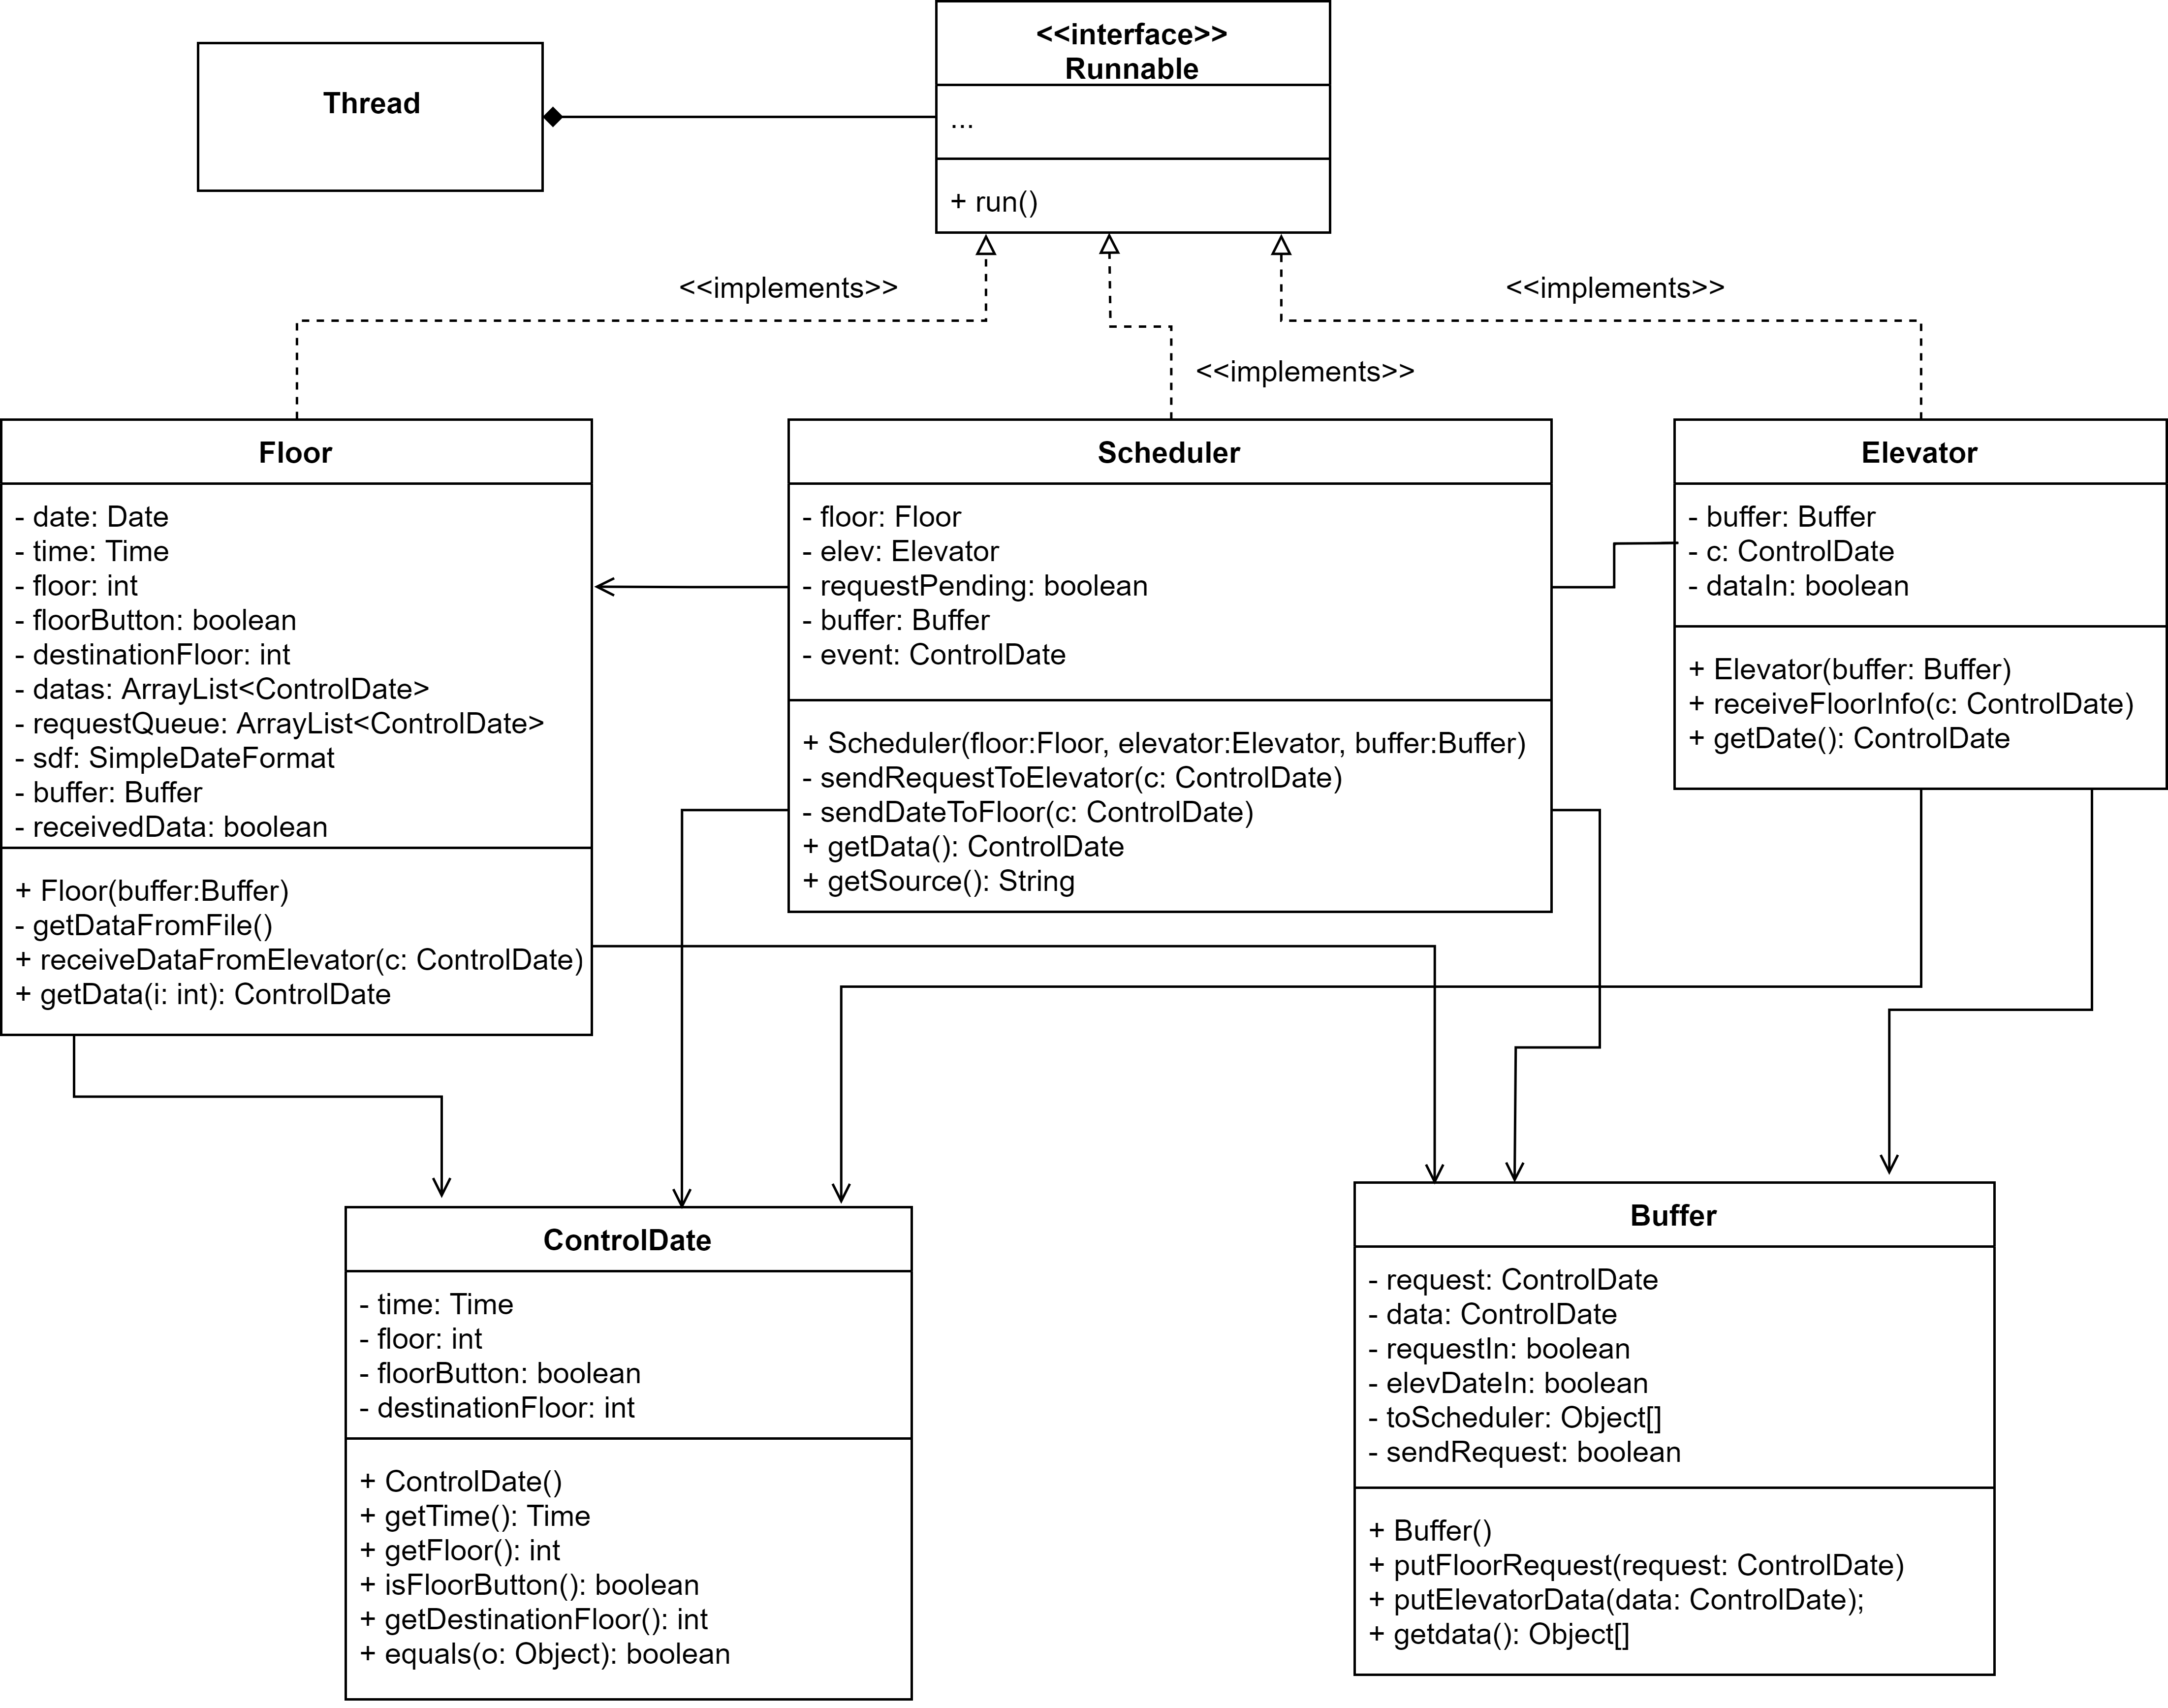 Thread
<<interface>>
Runnable
...
+ run()
<<implements>>
<<implements>>
<<implements>>
Floor
- date: Date
- time: Time
- floor: int
- floorButton: boolean
- destinationFloor: int
- datas: ArrayList<ControlDate>
- requestQueue: ArrayList<ControlDate>
- sdf: SimpleDateFormat
- buffer: Buffer
- receivedData: boolean
+ Floor(buffer:Buffer)
- getDataFromFile()
+ receiveDataFromElevator(c: ControlDate)
+ getData(i: int): ControlDate
Scheduler
- floor: Floor
- elev: Elevator
- requestPending: boolean
- buffer: Buffer
- event: ControlDate
+ Scheduler(floor:Floor, elevator:Elevator, buffer:Buffer)
- sendRequestToElevator(c: ControlDate)
- sendDateToFloor(c: ControlDate)
+ getData(): ControlDate
+ getSource(): String
Elevator
- buffer: Buffer
- c: ControlDate
- dataIn: boolean
+ Elevator(buffer: Buffer)
+ receiveFloorInfo(c: ControlDate)
+ getDate(): ControlDate
ControlDate
- time: Time
- floor: int
- floorButton: boolean
- destinationFloor: int
+ ControlDate()
+ getTime(): Time
+ getFloor(): int
+ isFloorButton(): boolean
+ getDestinationFloor(): int
+ equals(o: Object): boolean
Buffer
- request: ControlDate
- data: ControlDate
- requestIn: boolean
- elevDateIn: boolean
- toScheduler: Object[]
- sendRequest: boolean
+ Buffer()
+ putFloorRequest(request: ControlDate)
+ putElevatorData(data: ControlDate);
+ getdata(): Object[]